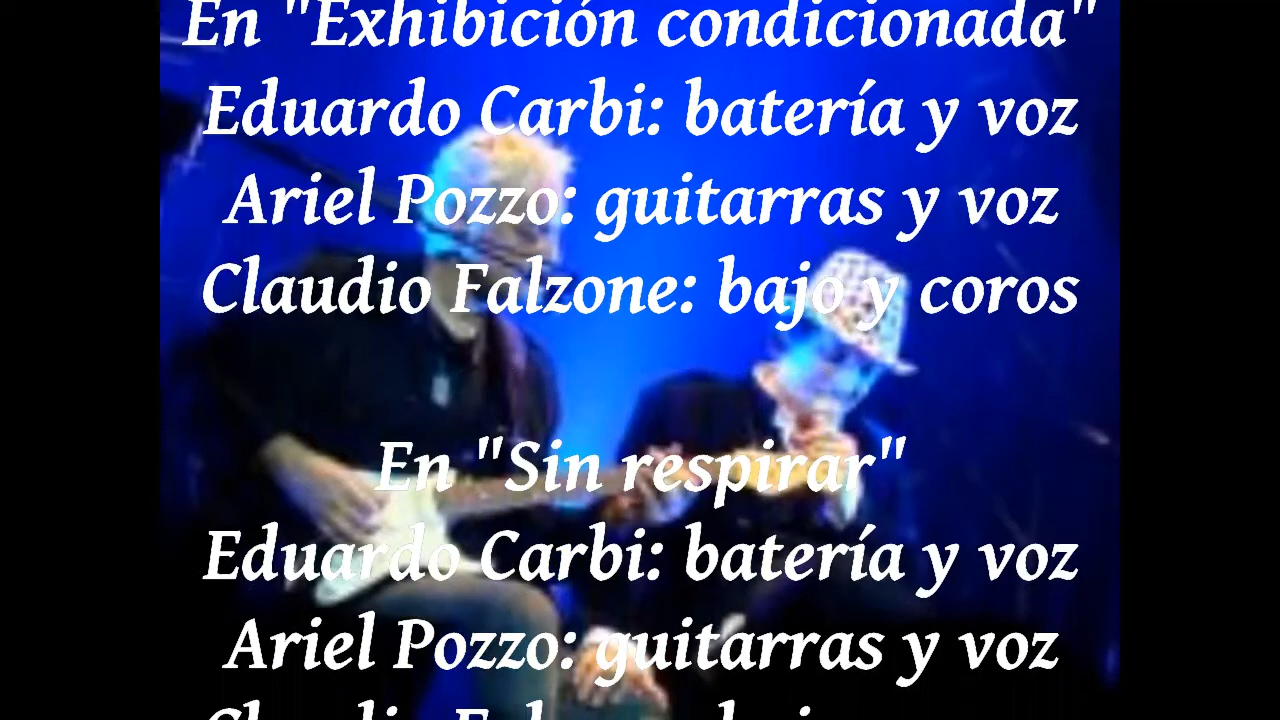 En "Exhibición condicionada"
Eduardo Carbi: batería y voz
Ariel Pozzo: guitarras y voz
Claudio Falzone: bajo y coros
En "Sin respirar"
Eduardo Carbi: batería y voz
Ariel Pozzo: guitarras y voz